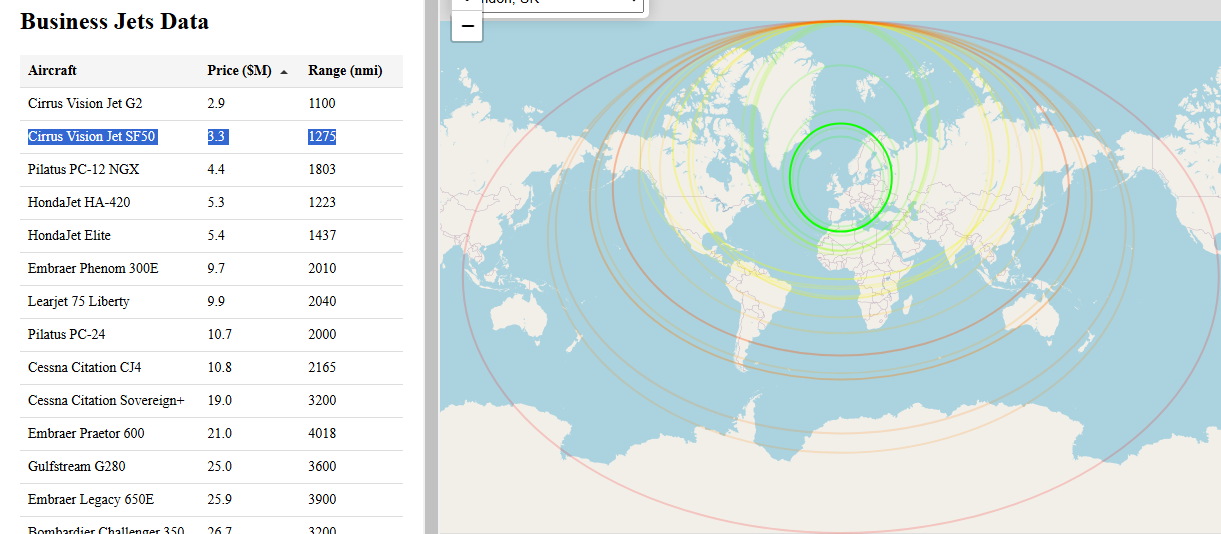 Business Jets Data
Aircraft Price ($M) Range (nmi)
Cirrus Vision Jet G2 2.9 1100
Cirrus Vision Jet SF50 3.3 1275
Pilatus PC-12 NGX 4.4 1803
HondaJet HA-420 5.3 1223
HondaJet Elite 5.4 1437
Embraer Phenom 300E 9.7 2010
Learjet 75 Liberty 9.9 2040
Pilatus PC-24 10.7 2000
Cessna Citation CJ4 10.8 2165
Cessna Citation Sovereign+ 19.0 3200
Embraer Praetor 600 21.0 4018
Gulfstream G280 25.0 3600
Embraer Legacy 650E 25.9 3900
Bombardier Challenger 350 26.7 3200
−